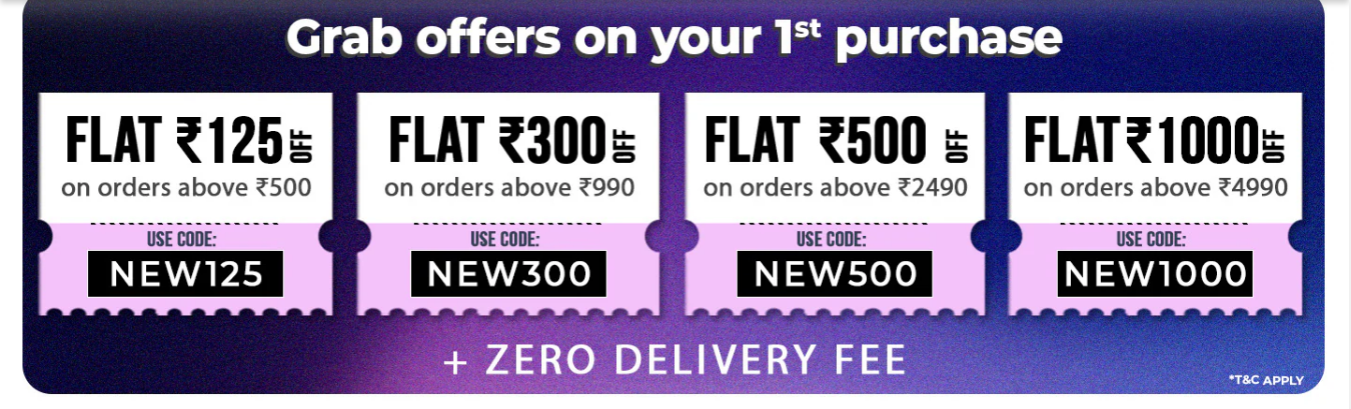 Grab offers on your 1st purchase
FLAT ₹125 OFF
on orders above ₹500
USE CODE:
NEW125
FLAT ₹300 OFF
on orders above ₹990
USE CODE:
NEW300
FLAT ₹500 OFF
on orders above ₹2490
USE CODE:
NEW500
FLAT ₹1000 OFF
on orders above ₹4990
USE CODE:
NEW1000
+ ZERO DELIVERY FEE
*T&C APPLY